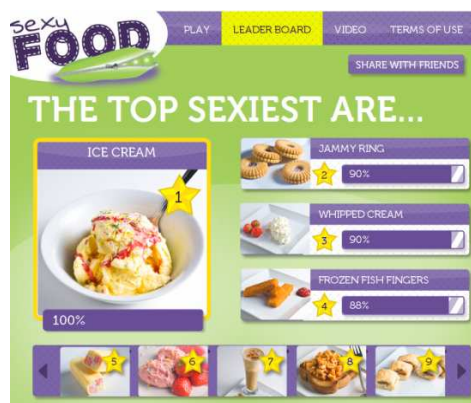 sexy
FOOD
PLAY
LEADER BOARD
VIDEO
TERMS OF USE
SHARE WITH FRIENDS
THE TOP SEXIEST ARE...
ICE CREAM
1
100%
JAMMY RING
2
90%
WHIPPED CREAM
3
90%
FROZEN FISH FINGERS
4
88%
5
6
7
8
9